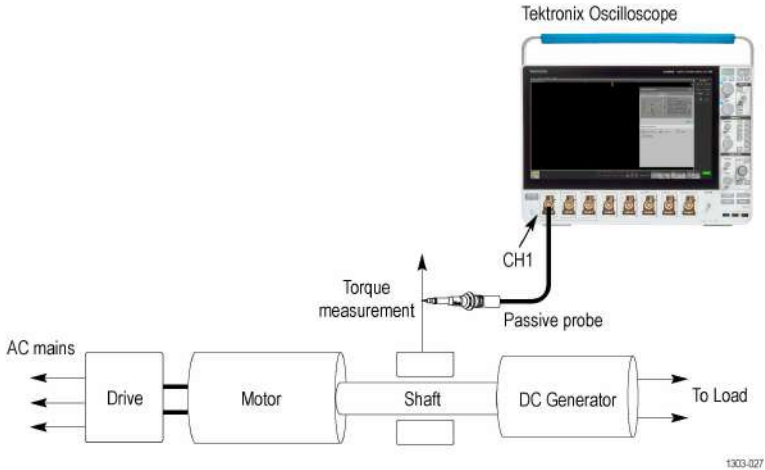 Tektronix Oscilloscope
CH1
Torque
measurement
Passive probe
AC mains
Drive
Motor
Shaft
DC Generator
To Load
1303-027